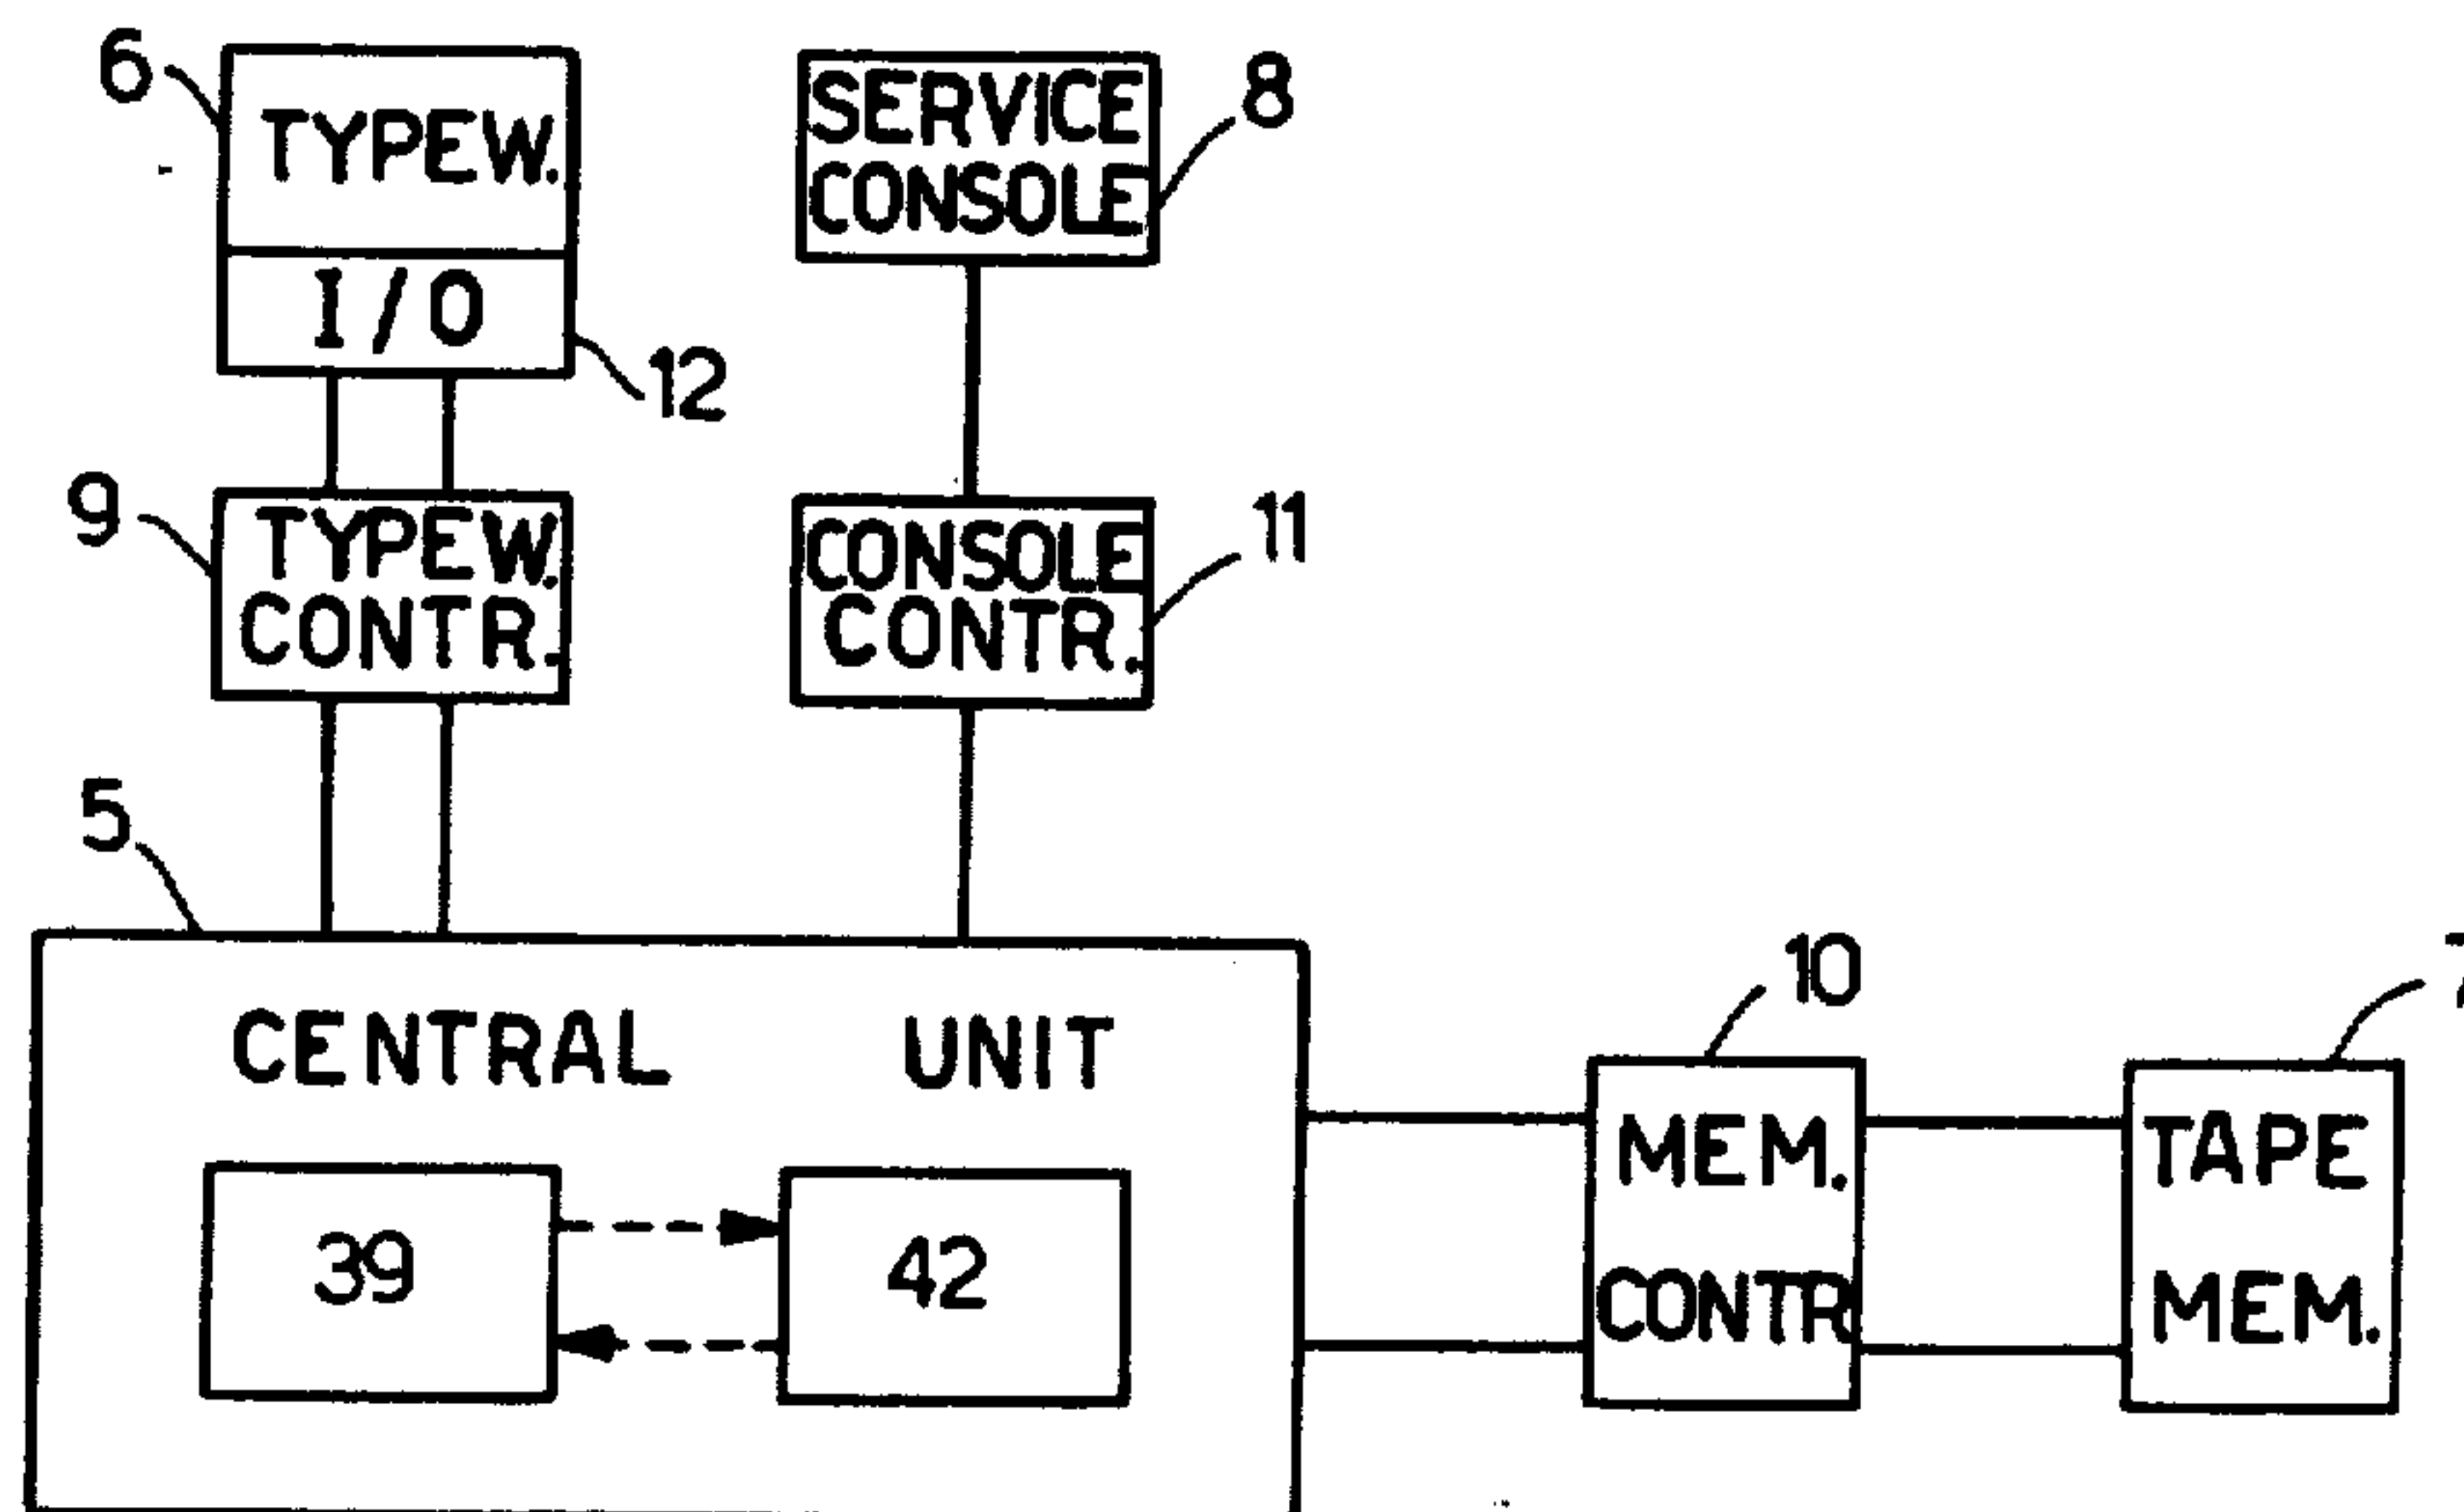 6
TYPEW.
I/O
12
SERVICE
CONSOLE
8
9
TYPEW.
CONTR.
CONSOLE
CONTR.
11
5
CENTRAL UNIT
39
42
10
MEM.
CONTR
TAPE
MEM.